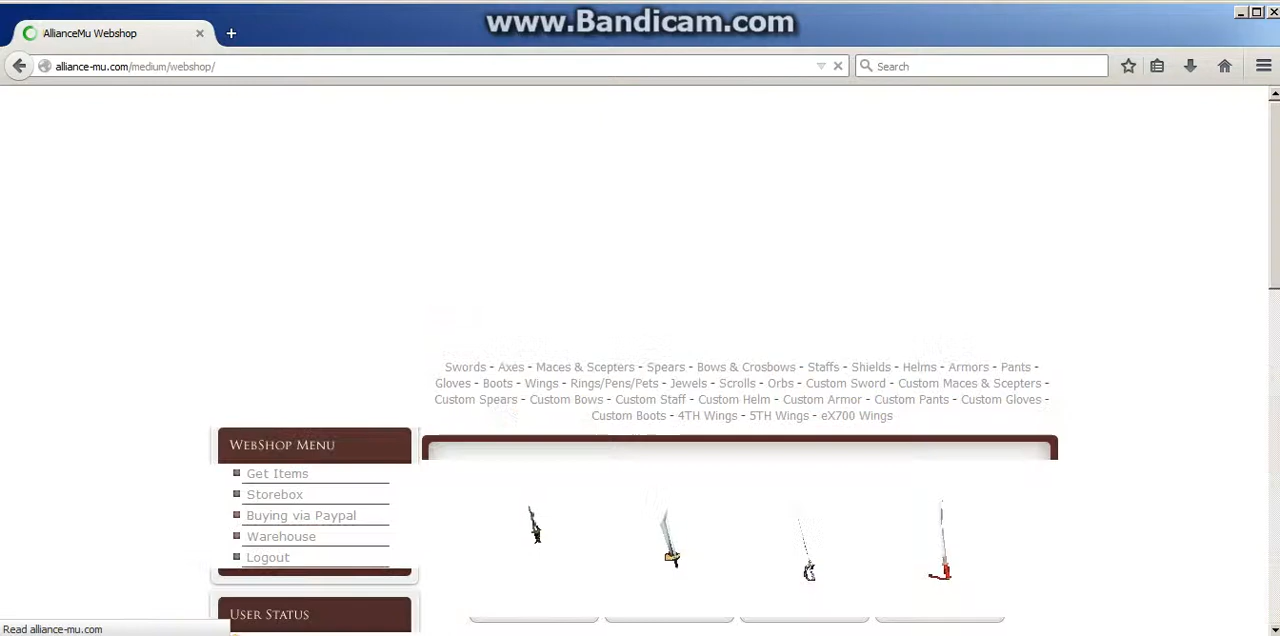 www.Bandicam.com
AllianceMu Webshop
alliance-mu.com/medium/webshop/
Search
Swords - Axes - Maces & Scepters - Spears - Bows & Crosbows - Staffs - Shields - Helms - Armors - Pants -
Gloves - Boots - Wings - Rings/Pens/Pets - Jewels - Scrolls - Orbs - Custom Sword - Custom Maces & Scepters -
Custom Spears - Custom Bows - Custom Staff - Custom Helm - Custom Armor - Custom Pants - Custom Gloves -
Custom Boots - 4TH Wings - 5TH Wings - eX700 Wings
WebShop Menu
Get Items
Storebox
Buying via Paypal
Warehouse
Logout
User Status
Read alliance-mu.com